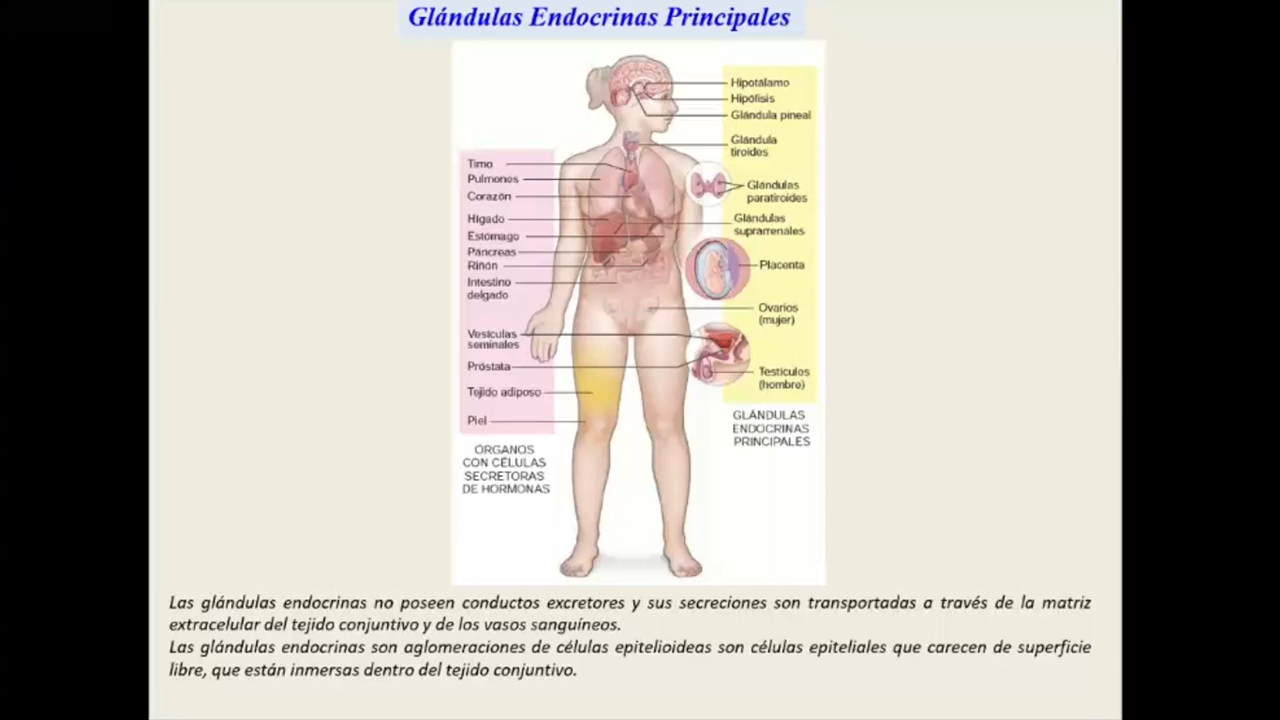 Glándulas Endocrinas Principales
Timo
Pulmones
Corazón
Hígado
Estómago
Páncreas
Riñón
Intestino
delgado
Vesículas
seminales
Próstata
Tejido adiposo
Piel
ÓRGANOS
CON CÉLULAS
SECRETORAS
DE HORMONAS
Hipotálamo
Hipófisis
Glándula pineal
Glándula
tiroides
Glándulas
paratiroides
Glándulas
suprarrenales
Placenta
Ovarios
(mujer)
Testículos
(hombre)
GLÁNDULAS
ENDOCRINAS
PRINCIPALES
Las glándulas endocrinas no poseen conductos excretores y sus secreciones son transportadas a través de la matriz
extracelular del tejido conjuntivo y de los vasos sanguíneos.
Las glándulas endocrinas son aglomeraciones de células epitelioideas son células epiteliales que carecen de superficie
libre, que están inmersas dentro del tejido conjuntivo.